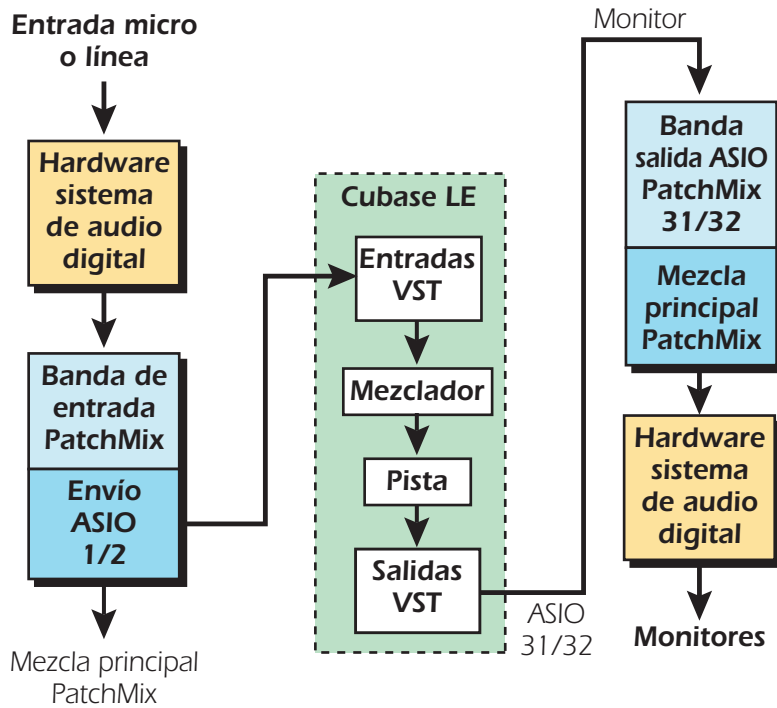 Entrada micro
o línea
Hardware
sistema
de audio
digital
Banda de
entrada
PatchMix
Envío
ASIO
1/2
Mezcla principal
PatchMix
Cubase LE
Entradas
VST
Mezclador
Pista
Salidas
VST
ASIO
31/32
Monitor
Banda
salida ASIO
PatchMix
31/32
Mezcla
principal
PatchMix
Hardware
sistema
de audio
digital
Monitores